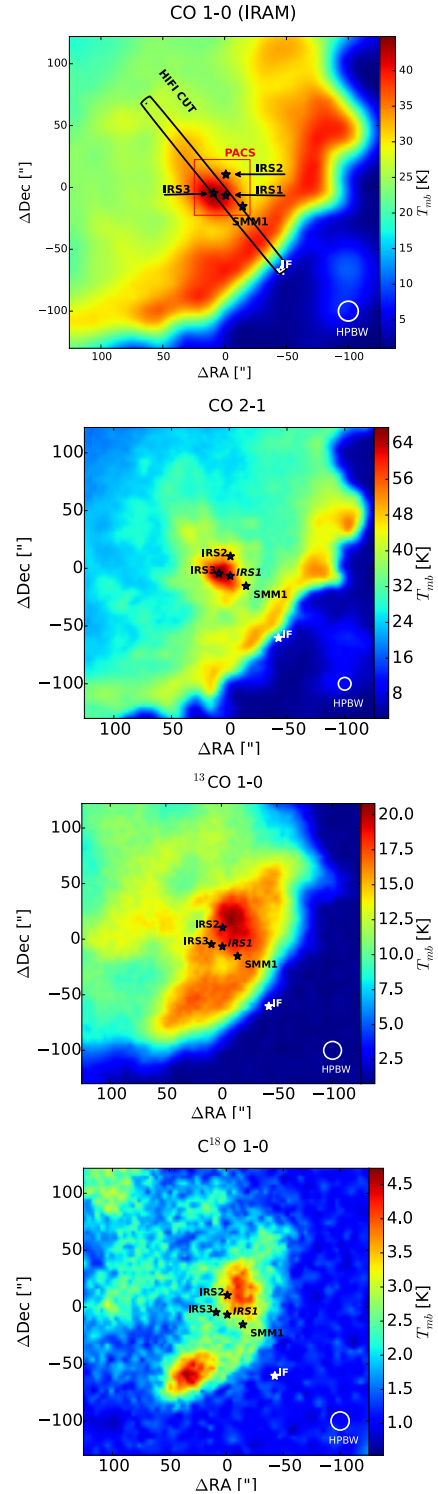 CO 1-0 (IRAM)
HIFI CUT
PACS
IRS2
IRS3
IRS1
SMM1
IF
HPBW
100
50
0
−50
−100
ΔDec ["]
100
50
0
−50
−100
ΔRA ["]
40
35
30
25
20
15
10
5
T_mb [K]
CO 2-1
IRS2
IRS3
IRS1
SMM1
IF
HPBW
100
50
0
−50
−100
ΔDec ["]
100
50
0
−50
−100
ΔRA ["]
64
56
48
40
32
24
16
8
T_mb [K]
¹³CO 1-0
IRS2
IRS3
IRS1
SMM1
IF
HPBW
100
50
0
−50
−100
ΔDec ["]
100
50
0
−50
−100
ΔRA ["]
20.0
17.5
15.0
12.5
10.0
7.5
5.0
2.5
T_mb [K]
C¹⁸O 1-0
IRS2
IRS3
IRS1
SMM1
IF
HPBW
100
50
0
−50
−100
ΔDec ["]
100
50
0
−50
−100
ΔRA ["]
4.5
4.0
3.5
3.0
2.5
2.0
1.5
1.0
T_mb [K]